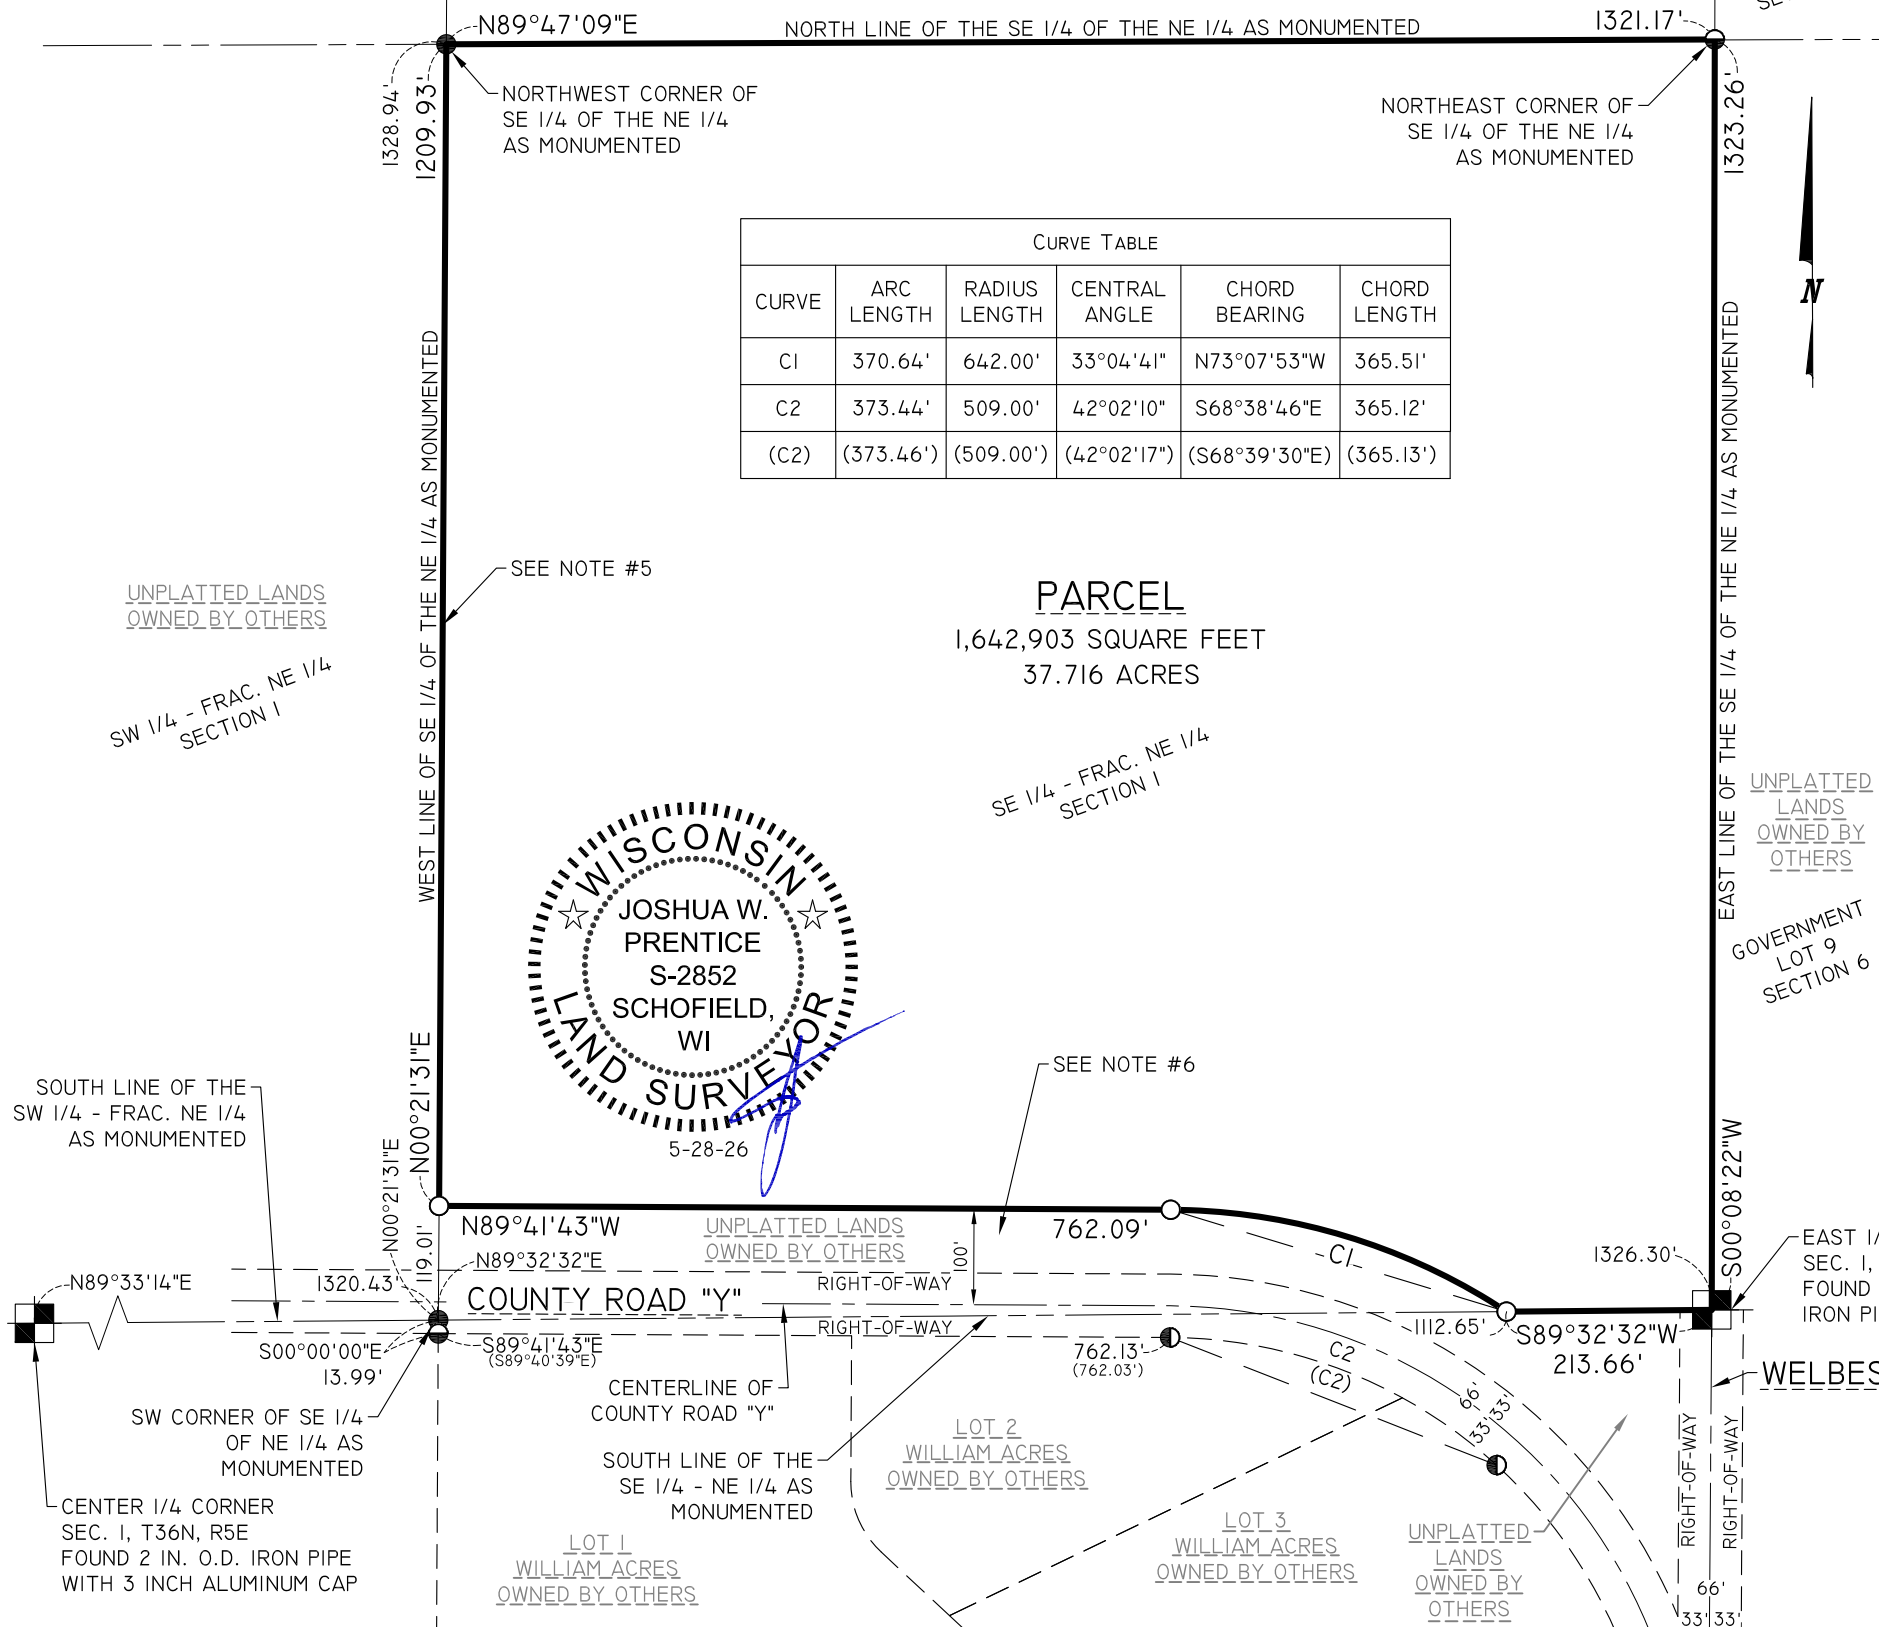 N89°47'09"E
NORTH LINE OF THE SE 1/4 OF THE NE 1/4 AS MONUMENTED
1321.17'
SE
1328.94'
1209.93'
NORTHWEST CORNER OF
SE 1/4 OF THE NE 1/4
AS MONUMENTED
NORTHEAST CORNER OF
SE 1/4 OF THE NE 1/4
AS MONUMENTED
1323.26'
N
CURVE TABLE
CURVE ARC LENGTH RADIUS LENGTH CENTRAL ANGLE CHORD BEARING CHORD LENGTH
C1 370.64' 642.00' 33°04'41" N73°07'53"W 365.51'
C2 373.44' 509.00' 42°02'10" S68°38'46"E 365.12'
(C2) (373.46') (509.00') (42°02'17") (S68°39'30"E) (365.13')
WEST LINE OF SE 1/4 OF THE NE 1/4 AS MONUMENTED
EAST LINE OF THE SE 1/4 OF THE NE 1/4 AS MONUMENTED
SEE NOTE #5
UNPLATTED LANDS
OWNED BY OTHERS
SW 1/4 - FRAC. NE 1/4
SECTION 1
PARCEL
1,642,903 SQUARE FEET
37.716 ACRES
SE 1/4 - FRAC. NE 1/4
SECTION 1
UNPLATTED
LANDS
OWNED BY
OTHERS
GOVERNMENT
LOT 9
SECTION 6
WISCONSIN
JOSHUA W.
PRENTICE
S-2852
SCHOFIELD,
WI
LAND SURVEYOR
5-28-26
SEE NOTE #6
SOUTH LINE OF THE
SW 1/4 - FRAC. NE 1/4
AS MONUMENTED
N00°21'31"E
N00°21'31"E
119.01'
S00°08'22"W
N89°41'43"W
UNPLATTED LANDS
OWNED BY OTHERS
762.09'
100'
C1
1326.30'
EAST 1/
SEC. 1,
FOUND
IRON PI
N89°33'14"E
1320.43'
N89°32'32"E
COUNTY ROAD "Y"
RIGHT-OF-WAY
RIGHT-OF-WAY
S00°00'00"E
13.99'
S89°41'43"E
(S89°40'39"E)
762.13'
(762.03')
C2
(C2)
1112.65'
S89°32'32"W
213.66'
WELBES
CENTERLINE OF
COUNTY ROAD "Y"
SW CORNER OF SE 1/4
OF NE 1/4 AS
MONUMENTED
SOUTH LINE OF THE
SE 1/4 - NE 1/4 AS
MONUMENTED
LOT 2
WILLIAM ACRES
OWNED BY OTHERS
66'
33' 33'
CENTER 1/4 CORNER
SEC. 1, T36N, R5E
FOUND 2 IN. O.D. IRON PIPE
WITH 3 INCH ALUMINUM CAP
LOT 1
WILLIAM ACRES
OWNED BY OTHERS
LOT 3
WILLIAM ACRES
OWNED BY OTHERS
UNPLATTED
LANDS
OWNED BY
OTHERS
RIGHT-OF-WAY
RIGHT-OF-WAY
66'
33' 33'